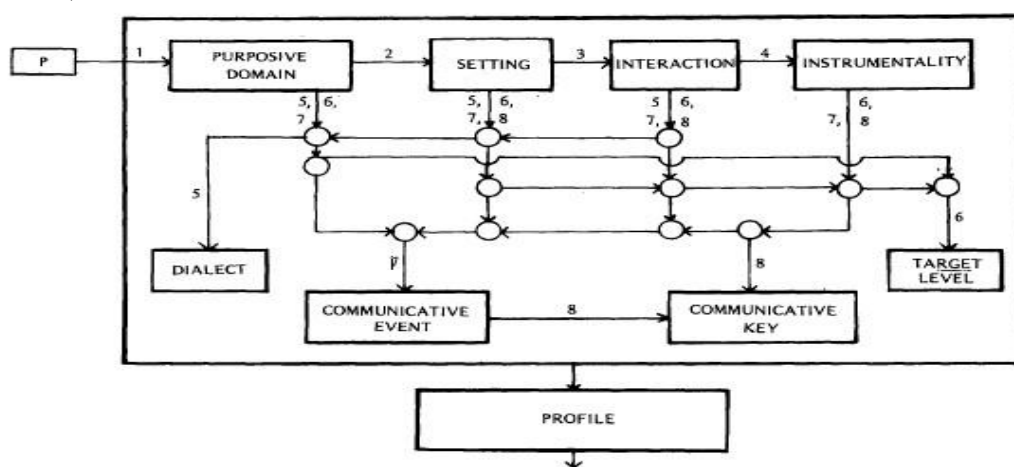 P
1
PURPOSIVE
DOMAIN
2
SETTING
3
INTERACTION
4
INSTRUMENTALITY
5, 6,
7
5, 6,
7, 8
5 6,
7, 8
6,
7, 8
5
6
DIALECT
8
TARGET
LEVEL
COMMUNICATIVE
EVENT
8
COMMUNICATIVE
KEY
PROFILE